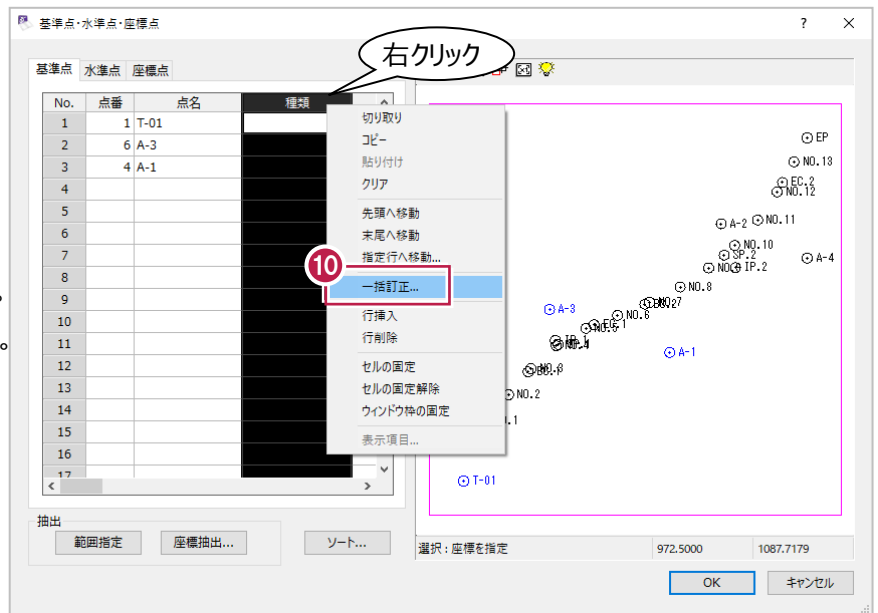 基準点・水準点・座標点
右クリック
基準点 水準点 座標点
No. 点番 点名 種類
1 1 T-01
2 6 A-3
3 4 A-1
4
5
6
7
8
9
10
11
12
13
14
15
16
17
切り取り
コピー
貼り付け
クリア
先頭へ移動
末尾へ移動
指定行へ移動...
10
一括訂正...
行挿入
行削除
セルの固定
セルの固定解除
ウィンドウ枠の固定
表示項目...
EP
NO.13
EC.2
NO.12
A-2 NO.11
NO.10
SP.2
A-4
IP.2
NO.8
A-3
NO.7
NO.6
A-1
NO.2
.1
T-01
抽出
範囲指定 座標抽出... ソート...
選択：座標を指定 972.5000 1087.7179
OK キャンセル